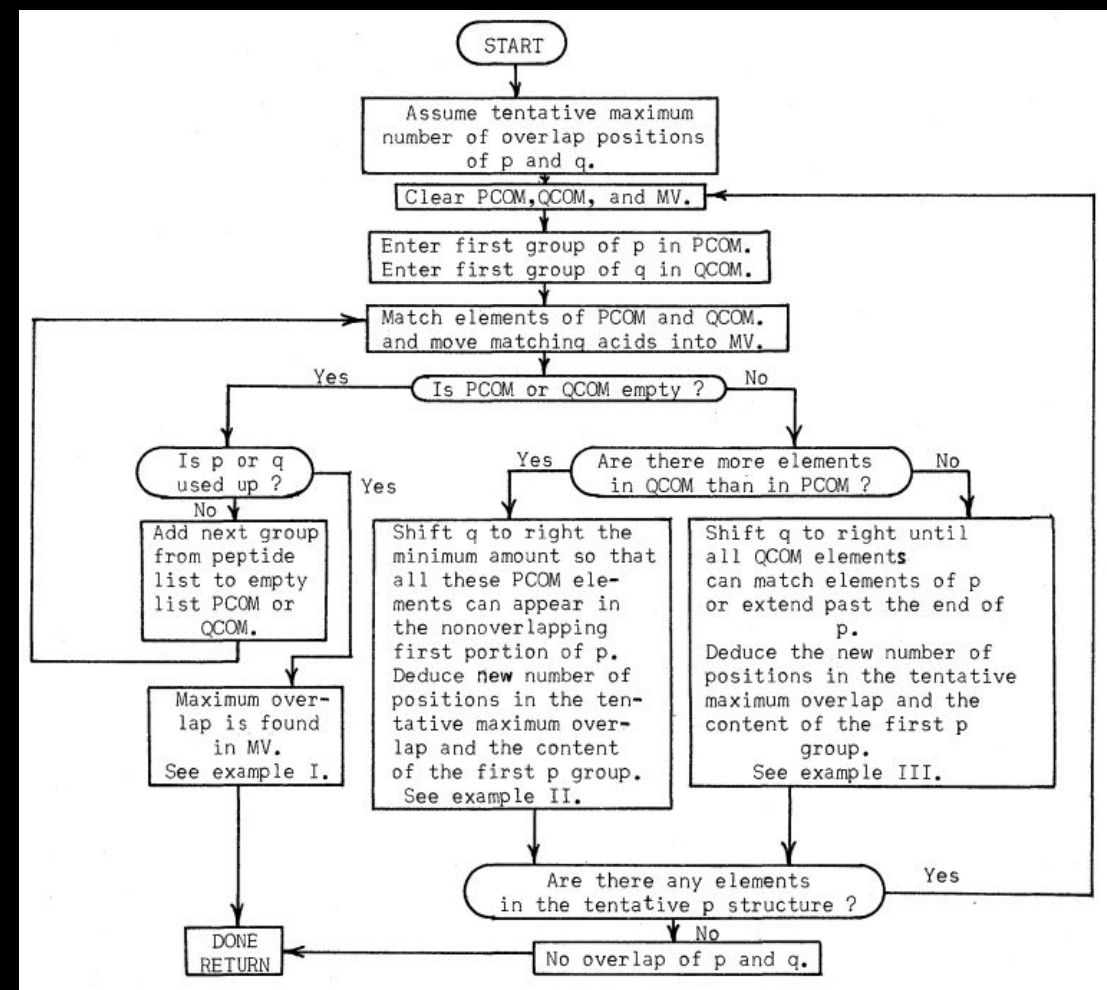 START
Assume tentative maximum
number of overlap positions
of p and q.
Clear PCOM,QCOM, and MV.
Enter first group of p in PCOM.
Enter first group of q in QCOM.
Match elements of PCOM and QCOM.
and move matching acids into MV.
Is PCOM or QCOM empty ?
Yes
No
Is p or q
used up ?
Yes
No
Are there more elements
in QCOM than in PCOM ?
Yes
No
Add next group
from peptide
list to empty
list PCOM or
QCOM.
Shift q to right the
minimum amount so that
all these PCOM ele-
ments can appear in
the nonoverlapping
first portion of p.
Deduce new number of
positions in the ten-
tative maximum over-
lap and the content
of the first p group.
See example II.
Shift q to right until
all QCOM elements
can match elements of p
or extend past the end of
p.
Deduce the new number of
positions in the tentative
maximum overlap and the
content of the first p
group.
See example III.
Maximum over-
lap is found
in MV.
See example I.
Are there any elements
in the tentative p structure ?
Yes
No
No overlap of p and q.
DONE
RETURN